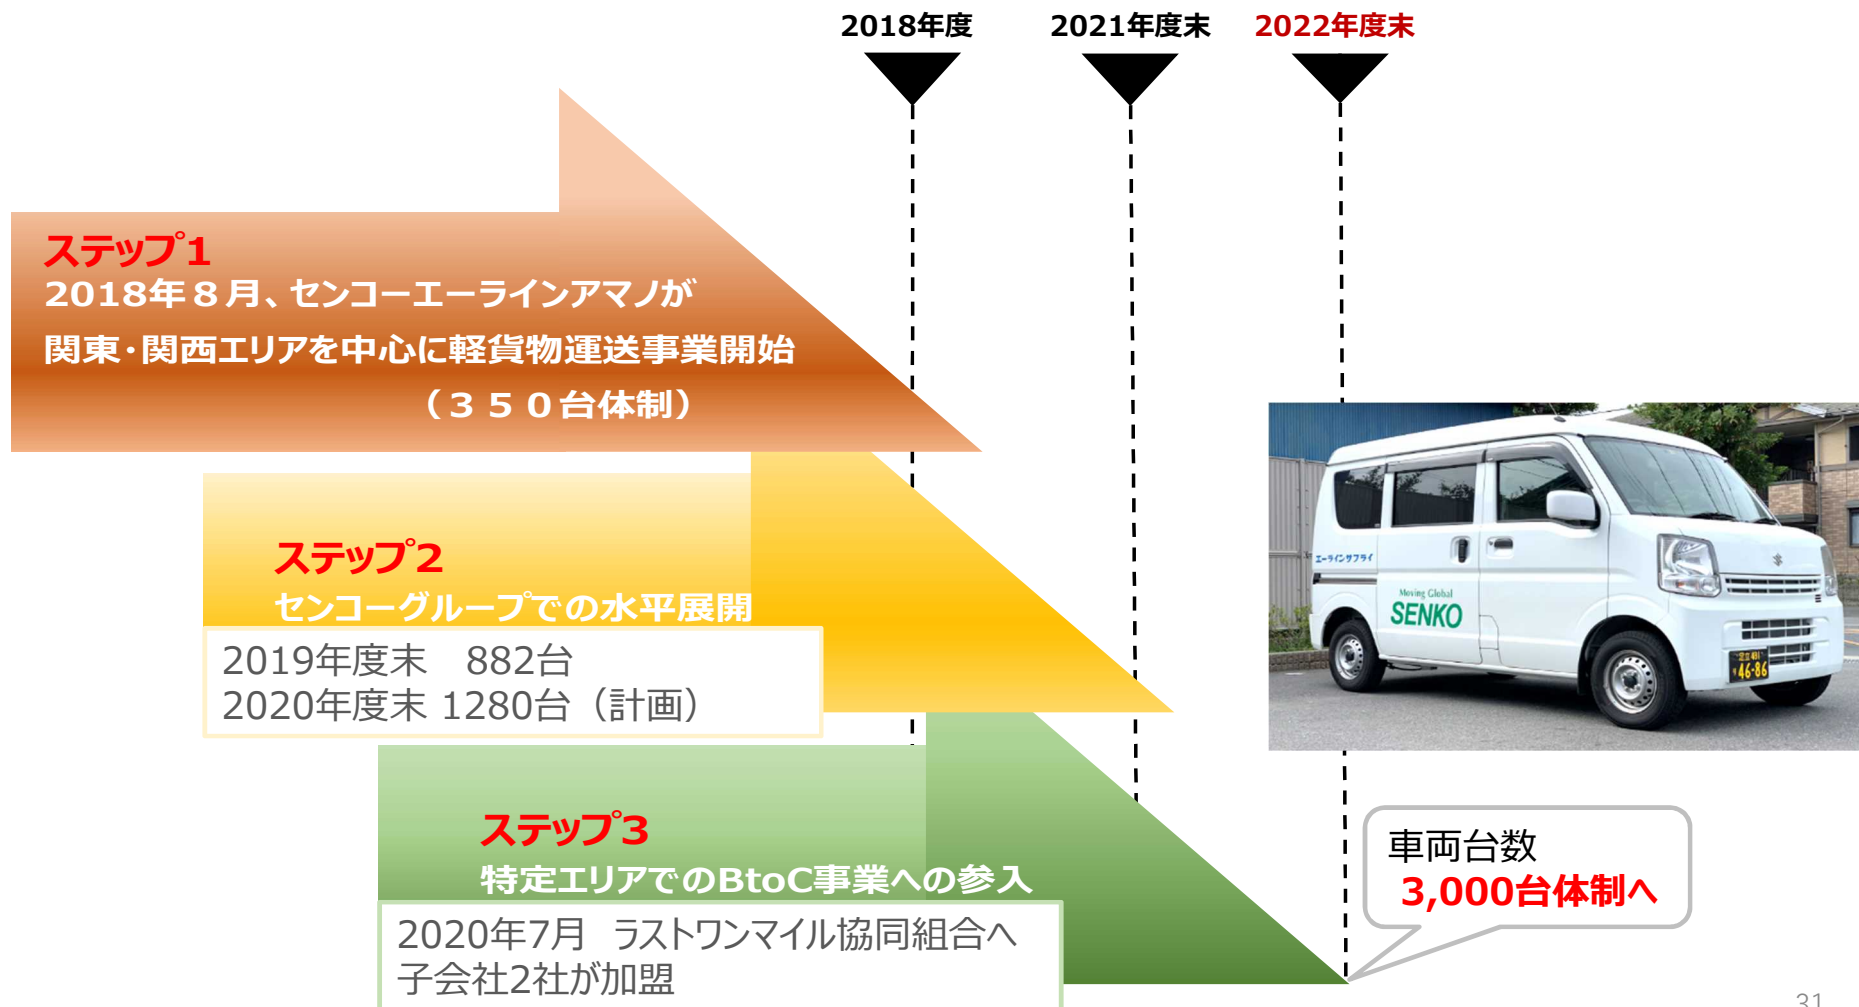 2018年度
2021年度末
2022年度末
ステップ1
2018年8月、センコーエーラインアマノが
関東・関西エリアを中心に軽貨物運送事業開始
（３５０台体制）
ステップ2
センコーグループでの水平展開
2019年度末　882台
2020年度末 1280台（計画）
ステップ3
特定エリアでのBtoC事業への参入
2020年7月 ラストワンマイル協同組合へ
子会社2社が加盟
エーラインサプライ
Moving Global
SENKO
46-86
車両台数
3,000台体制へ
31